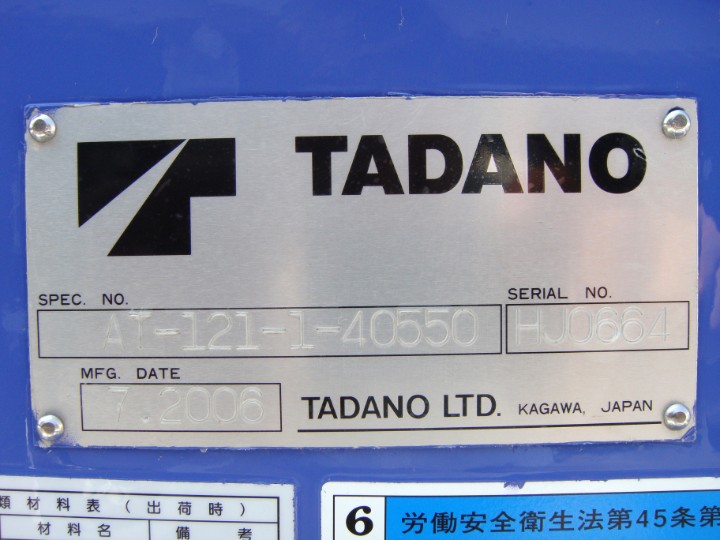 TADANO
SPEC. NO.
AT-121-1-40550
SERIAL NO.
HJ0664
MFG. DATE
7.2006
TADANO LTD. KAGAWA, JAPAN
類材料表(出荷時)
材料名 備考
6 労働安全衛生法第45条第